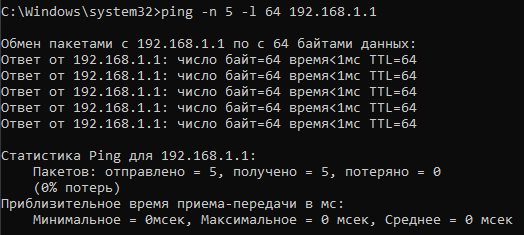 C:\Windows\system32>ping -n 5 -l 64 192.168.1.1
Обмен пакетами с 192.168.1.1 по с 64 байтами данных:
Ответ от 192.168.1.1: число байт=64 время<1мс TTL=64
Ответ от 192.168.1.1: число байт=64 время<1мс TTL=64
Ответ от 192.168.1.1: число байт=64 время<1мс TTL=64
Ответ от 192.168.1.1: число байт=64 время<1мс TTL=64
Ответ от 192.168.1.1: число байт=64 время<1мс TTL=64
Статистика Ping для 192.168.1.1:
Пакетов: отправлено = 5, получено = 5, потеряно = 0
(0% потерь)
Приблизительное время приема-передачи в мс:
Минимальное = 0мсек, Максимальное = 0 мсек, Среднее = 0 мсек